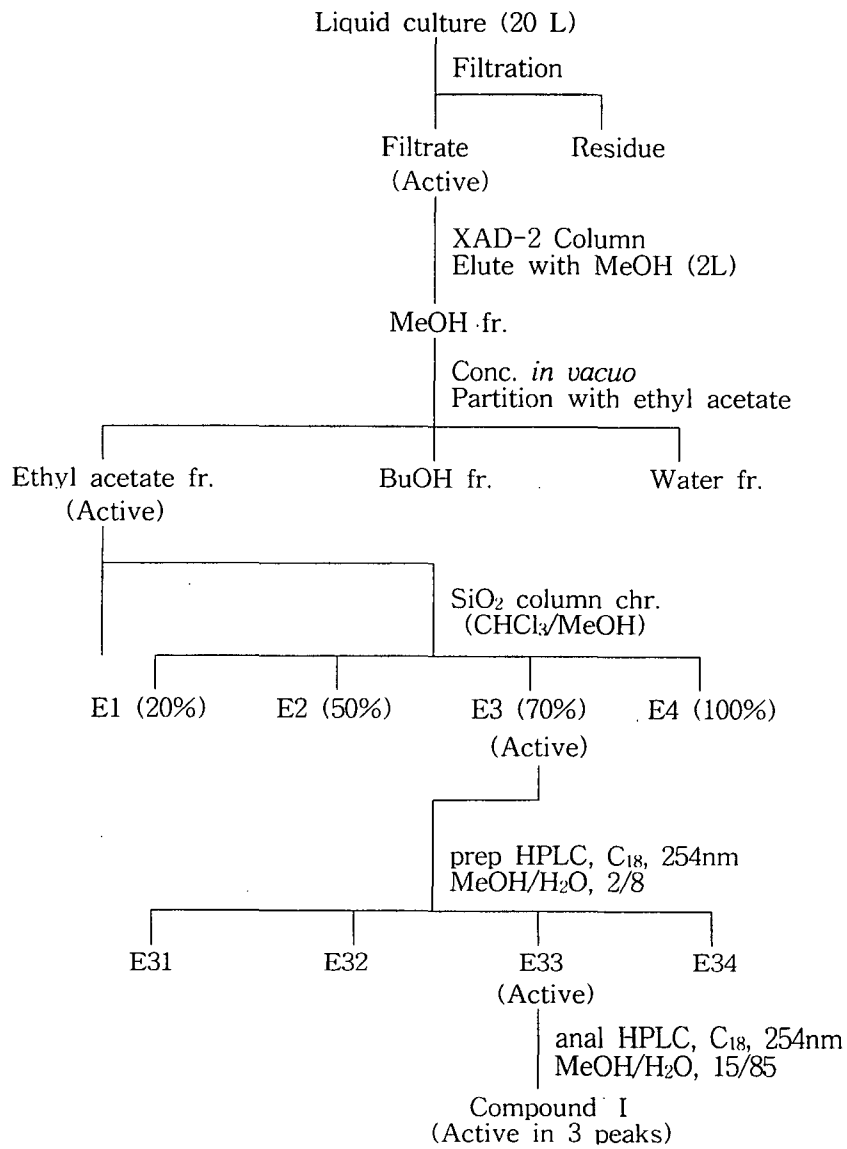 Liquid culture (20 L)
Filtration
Filtrate
Residue
(Active)
XAD-2 Column
Elute with MeOH (2L)
MeOH fr.
Conc. in vacuo
Partition with ethyl acetate
Ethyl acetate fr.
BuOH fr.
Water fr.
(Active)
SiO₂ column chr.
(CHCl₃/MeOH)
E1 (20%)
E2 (50%)
E3 (70%)
E4 (100%)
(Active)
prep HPLC, C₁₈, 254nm
MeOH/H₂O, 2/8
E31
E32
E33
E34
(Active)
anal HPLC, C₁₈, 254nm
MeOH/H₂O, 15/85
Compound I
(Active in 3 peaks)